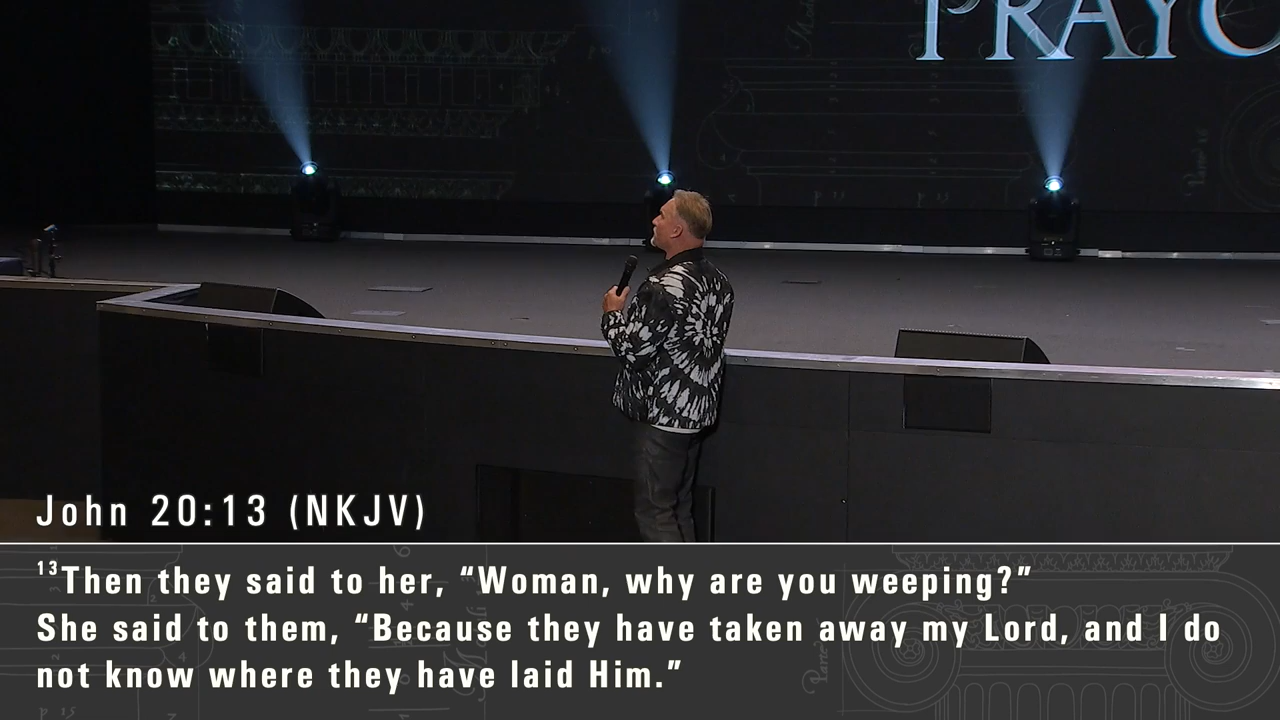 PRAYO
John 20:13 (NKJV)
13Then they said to her, “Woman, why are you weeping?”
She said to them, “Because they have taken away my Lord, and I do
not know where they have laid Him.”